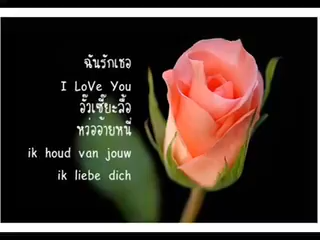 ฉันรักเธอ
I LoVe You
อั๊วเซี๊ยะลื้อ
หว่ออ้ายหนี่
ik houd van jouw
ik liebe dich